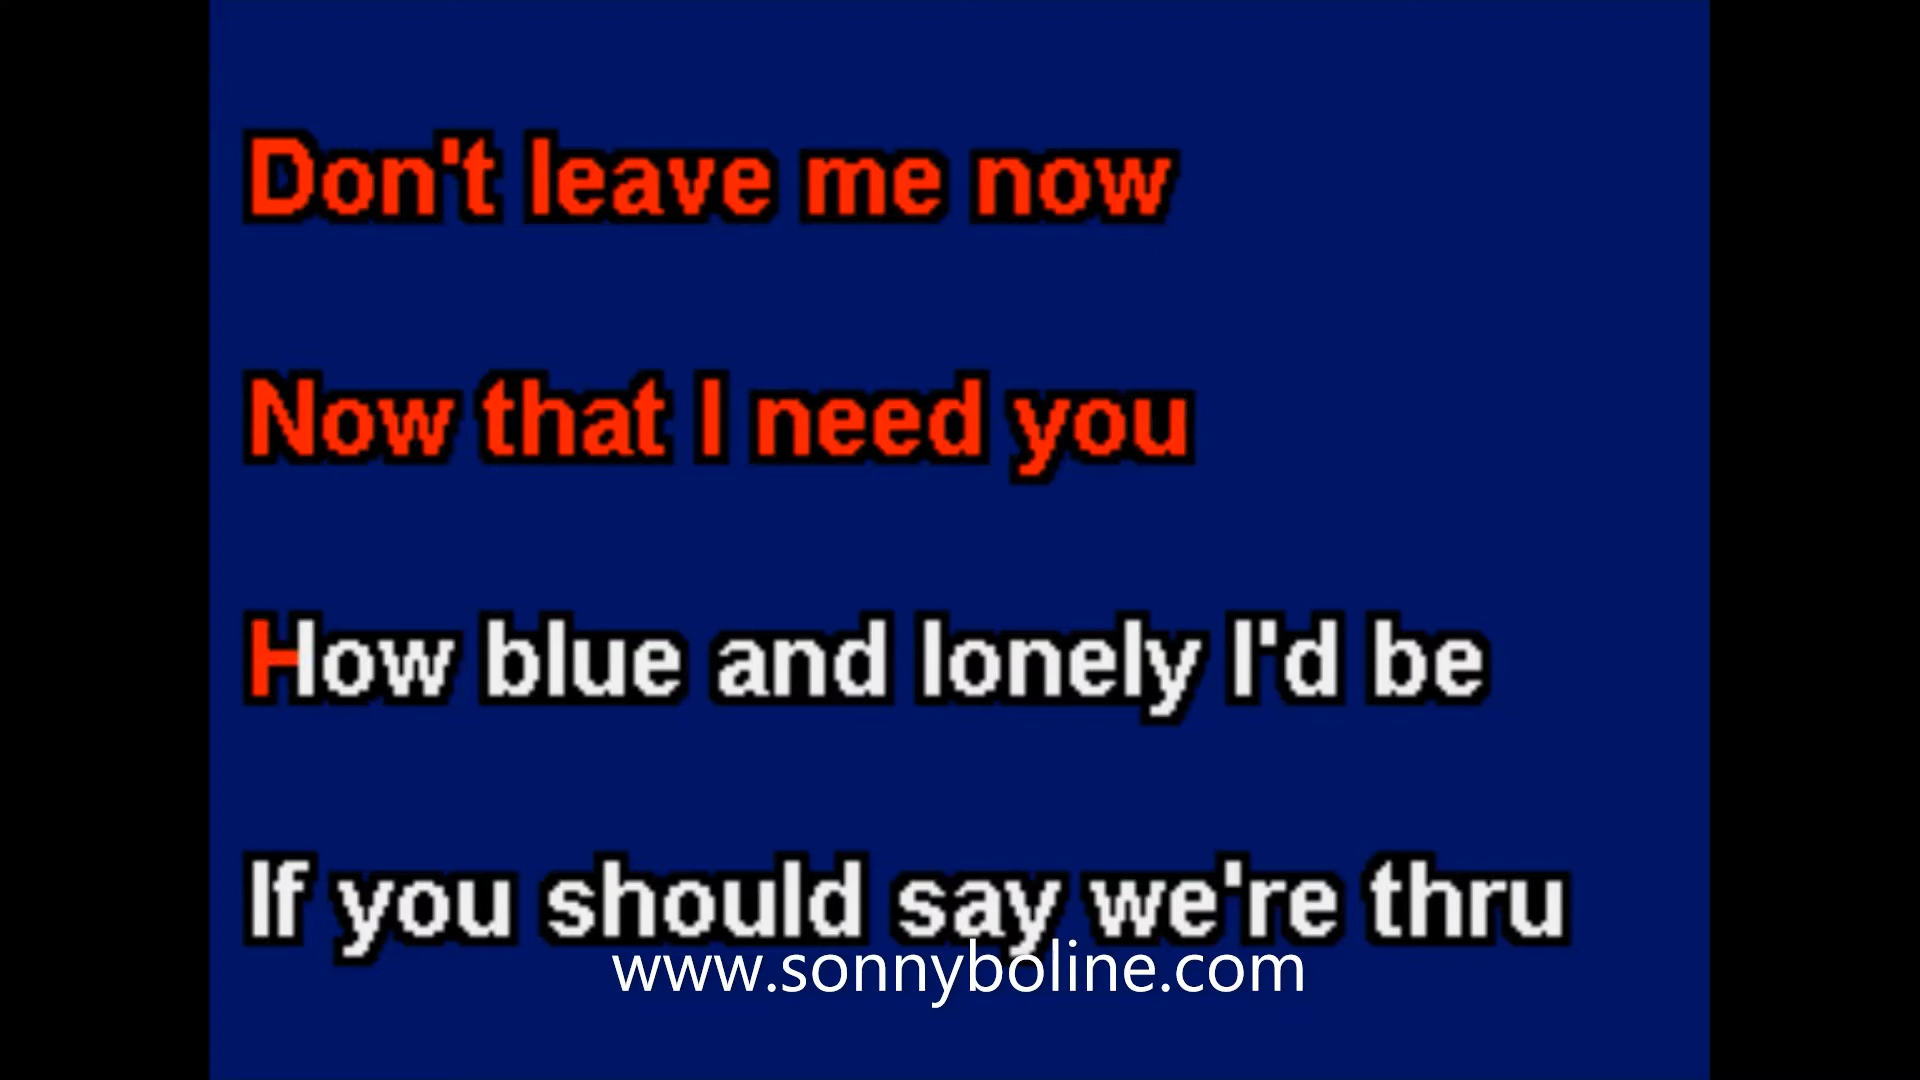 Don't leave me now
Now that I need you
How blue and lonely I'd be
If you should say we're thru
www.sonnyboline.com